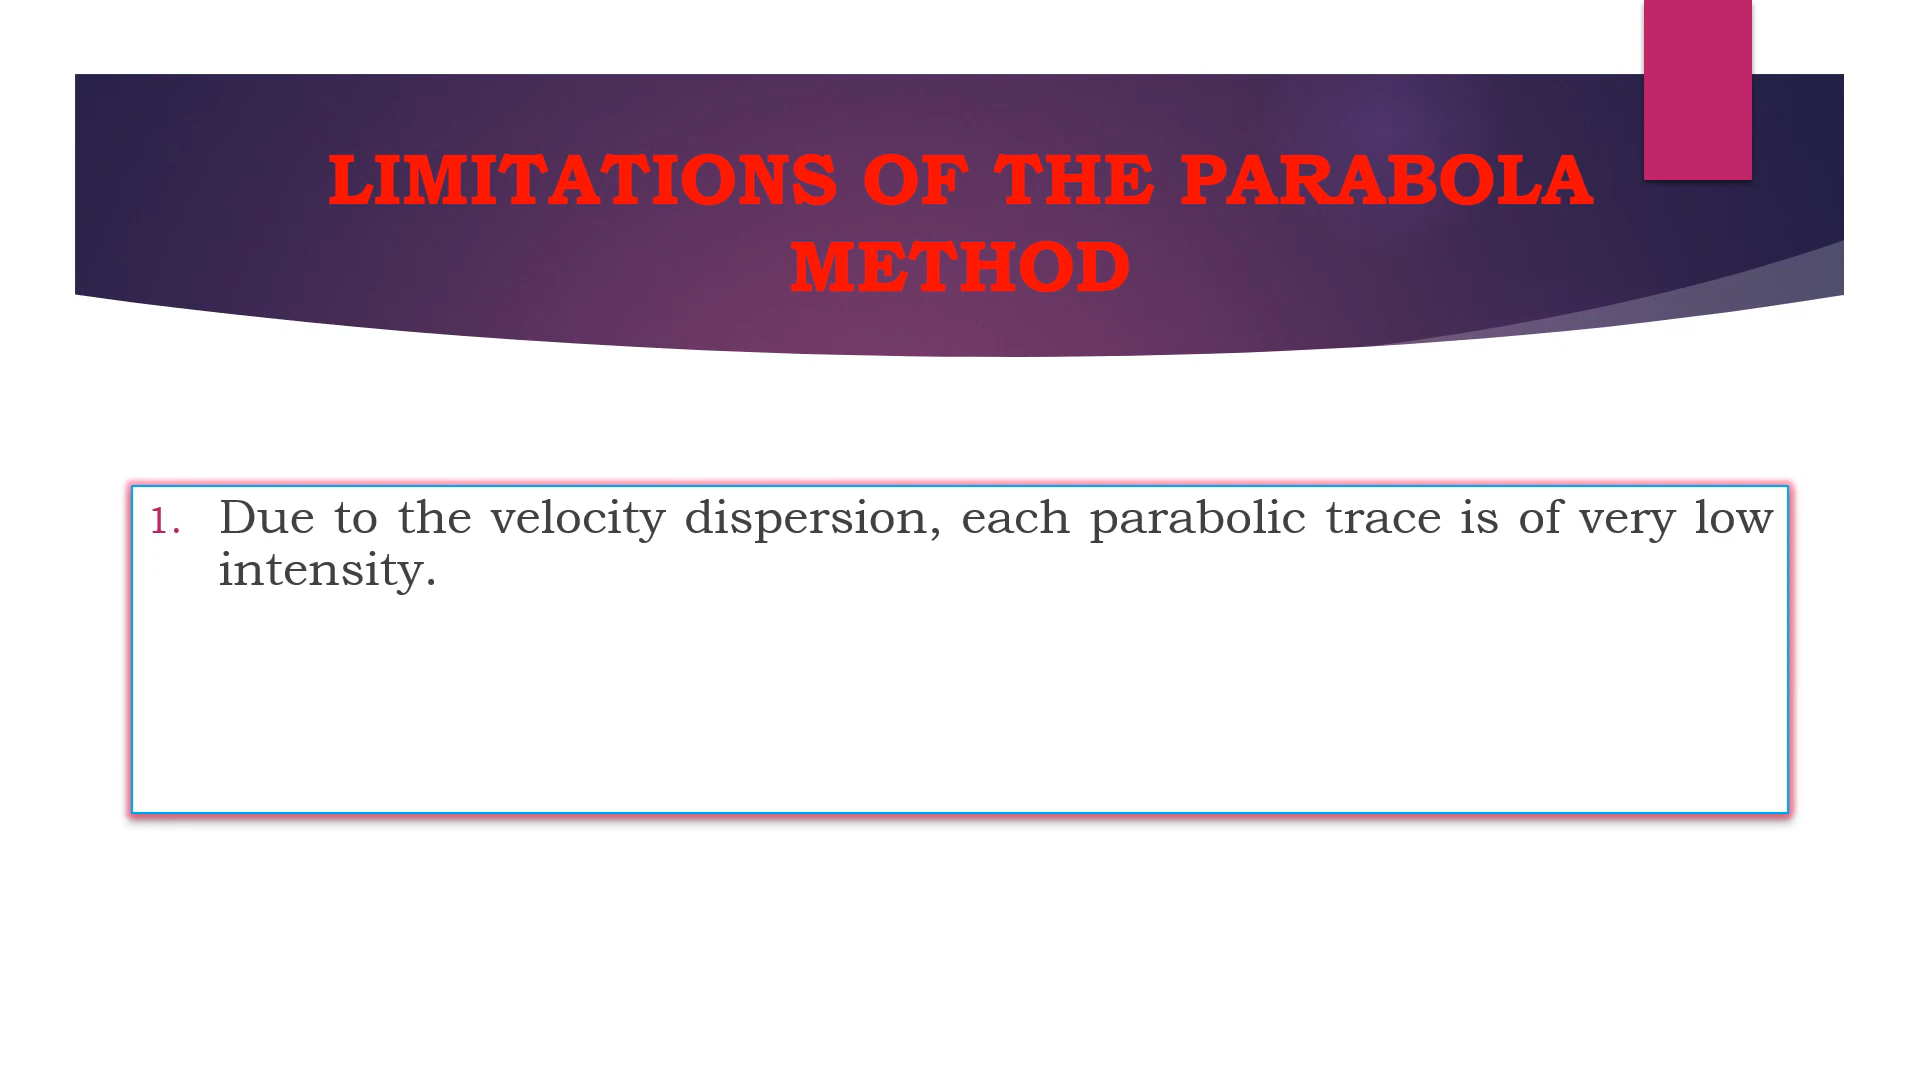 LIMITATIONS OF THE PARABOLA
METHOD
1. Due to the velocity dispersion, each parabolic trace is of very low
intensity.